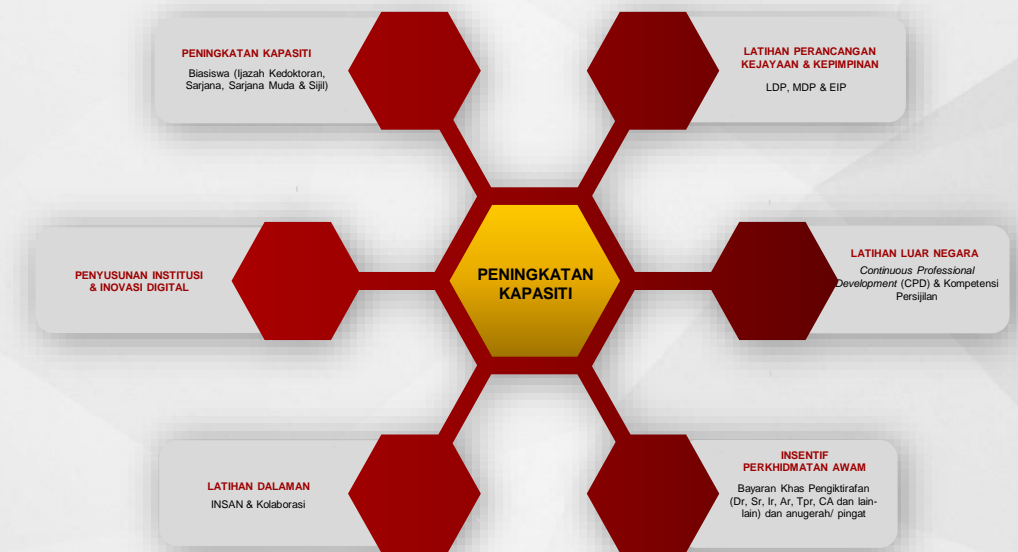 PENINGKATAN KAPASITI
Biasiswa (Ijazah Kedoktoran,
Sarjana, Sarjana Muda & Sijil)
LATIHAN PERANCANGAN
KEJAYAAN & KEPIMPINAN
LDP, MDP & EIP
PENYUSUNAN INSTITUSI
& INOVASI DIGITAL
PENINGKATAN
KAPASITI
LATIHAN LUAR NEGARA
Continuous Professional
Development (CPD) & Kompetensi
Persijilan
LATIHAN DALAMAN
INSAN & Kolaborasi
INSENTIF
PERKHIDMATAN AWAM
Bayaran Khas Pengiktirafan
(Dr, Sr, Ir, Ar, Tpr, CA dan lain-
lain) dan anugerah/ pingat